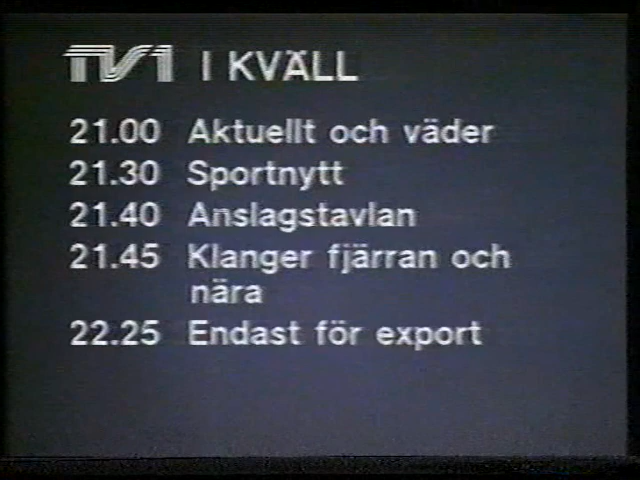 TV1 I KVÄLL
21.00 Aktuellt och väder
21.30 Sportnytt
21.40 Anslagstavlan
21.45 Klanger fjärran och
nära
22.25 Endast för export